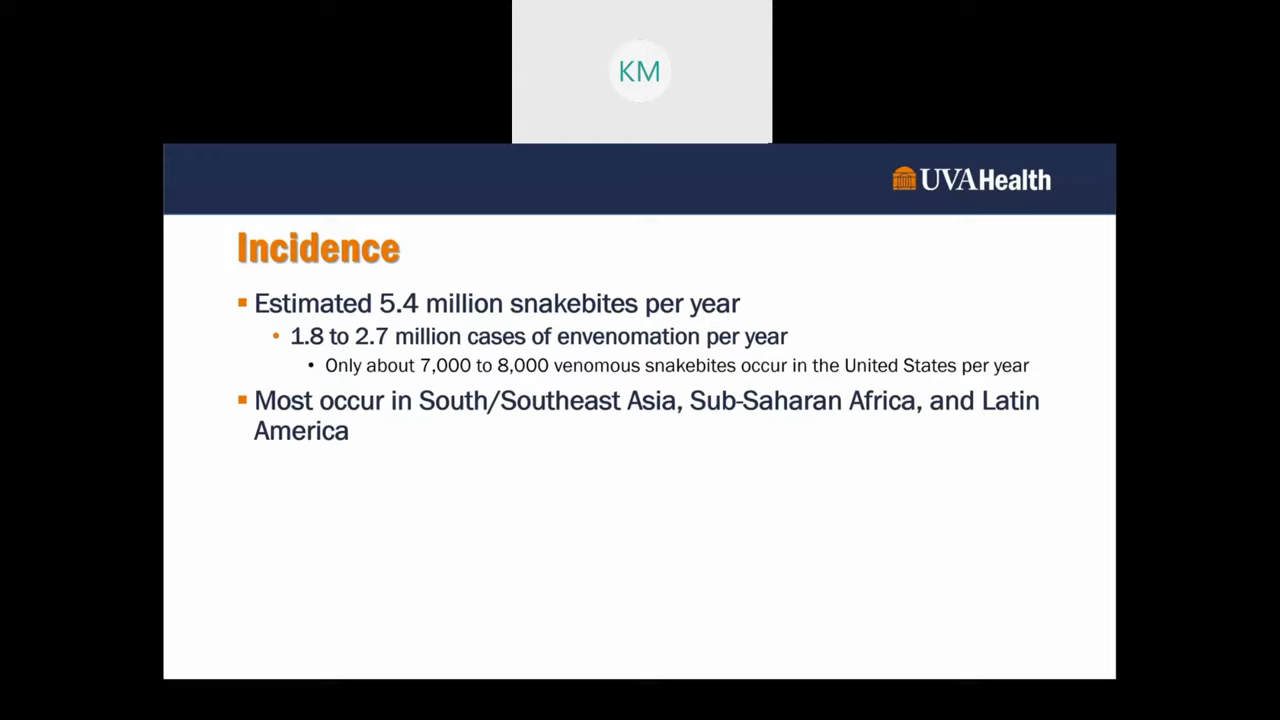 KM
UVAHealth
Incidence
Estimated 5.4 million snakebites per year
1.8 to 2.7 million cases of envenomation per year
Only about 7,000 to 8,000 venomous snakebites occur in the United States per year
Most occur in South/Southeast Asia, Sub-Saharan Africa, and Latin
America